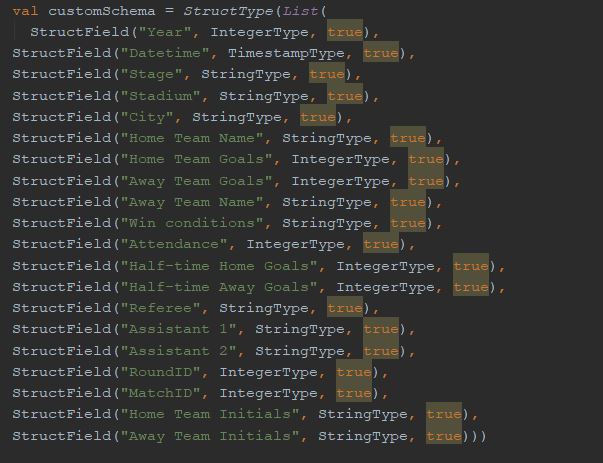 val customSchema = StructType(List(
StructField("Year", IntegerType, true),
StructField("Datetime", TimestampType, true),
StructField("Stage", StringType, true),
StructField("Stadium", StringType, true),
StructField("City", StringType, true),
StructField("Home Team Name", StringType, true),
StructField("Home Team Goals", IntegerType, true),
StructField("Away Team Goals", IntegerType, true),
StructField("Away Team Name", StringType, true),
StructField("Win conditions", StringType, true),
StructField("Attendance", IntegerType, true),
StructField("Half-time Home Goals", IntegerType, true),
StructField("Half-time Away Goals", IntegerType, true),
StructField("Referee", StringType, true),
StructField("Assistant 1", StringType, true),
StructField("Assistant 2", StringType, true),
StructField("RoundID", IntegerType, true),
StructField("MatchID", IntegerType, true),
StructField("Home Team Initials", StringType, true),
StructField("Away Team Initials", StringType, true)))